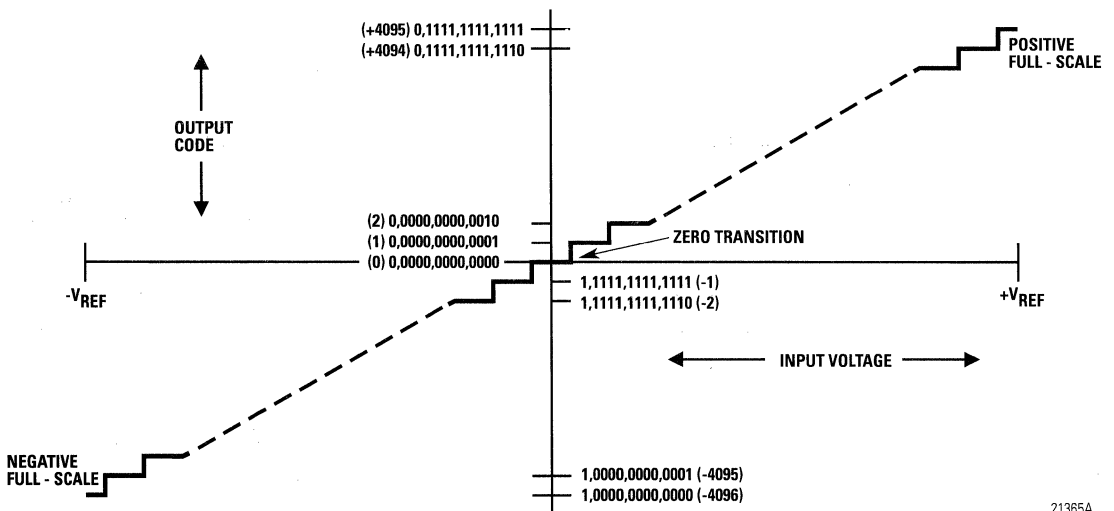 (+4095) 0,1111,1111,1111
(+4094) 0,1111,1111,1110
POSITIVE
FULL - SCALE
OUTPUT
CODE
(2) 0,0000,0000,0010
(1) 0,0000,0000,0001
(0) 0,0000,0000,0000
ZERO TRANSITION
-VREF
1,1111,1111,1111 (-1)
1,1111,1111,1110 (-2)
+VREF
INPUT VOLTAGE
NEGATIVE
FULL - SCALE
1,0000,0000,0001 (-4095)
1,0000,0000,0000 (-4096)
21365A